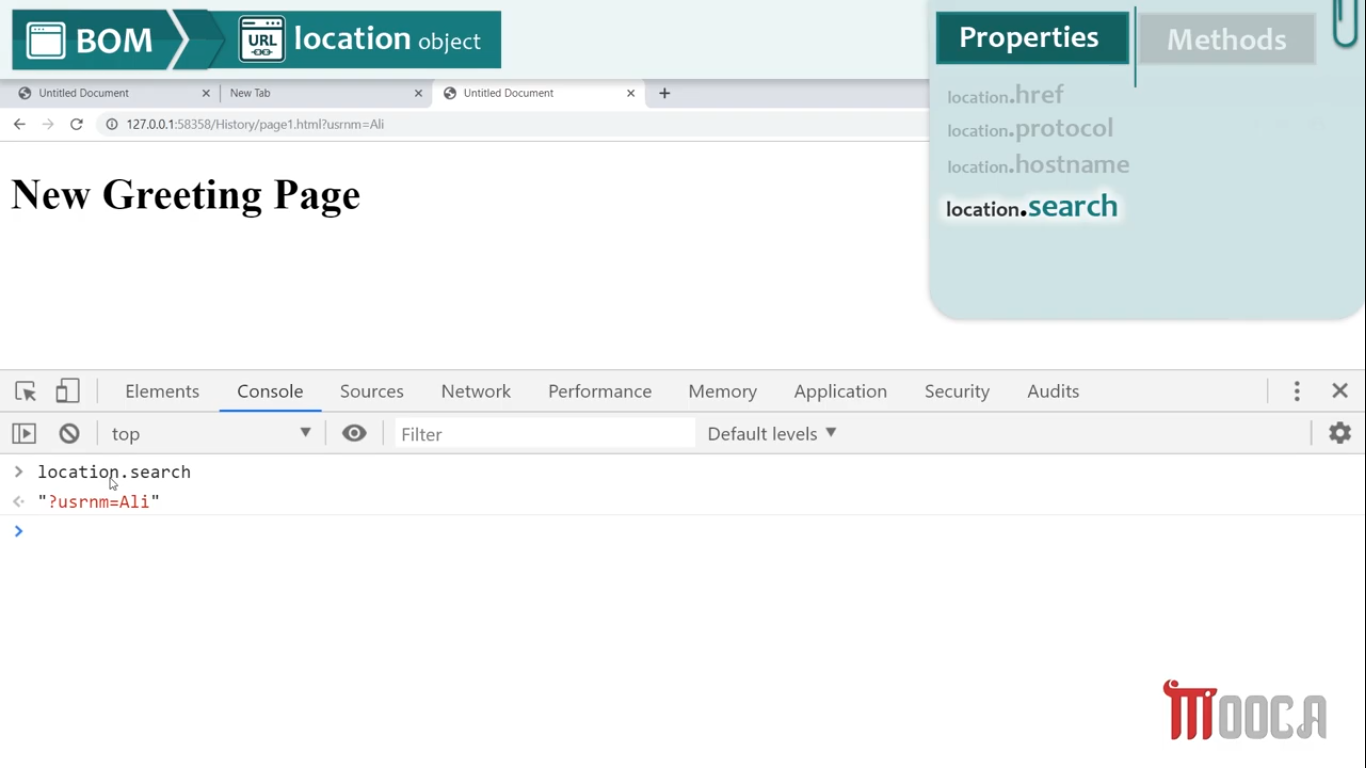 BOM
URL
location object
Properties
Methods
location.href
location.protocol
location.hostname
location.search
Untitled Document
New Tab
Untitled Document
127.0.0.1:58358/History/page1.html?usrnm=Ali
New Greeting Page
Elements Console Sources Network Performance Memory Application Security Audits
top
Filter
Default levels
location.search
"?usrnm=Ali"
MOOCA